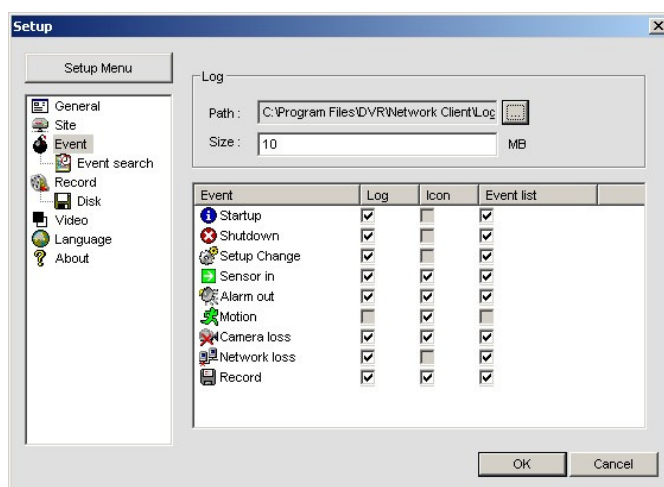 Setup
Setup Menu
General
Site
Event
Event search
Record
Disk
Video
Language
About
Log
Path : C:\Program Files\DVR\Network Client\Log
Size : 10 MB
Event Log Icon Event list
Startup
Shutdown
Setup Change
Sensor in
Alarm out
Motion
Camera loss
Network loss
Record
OK Cancel